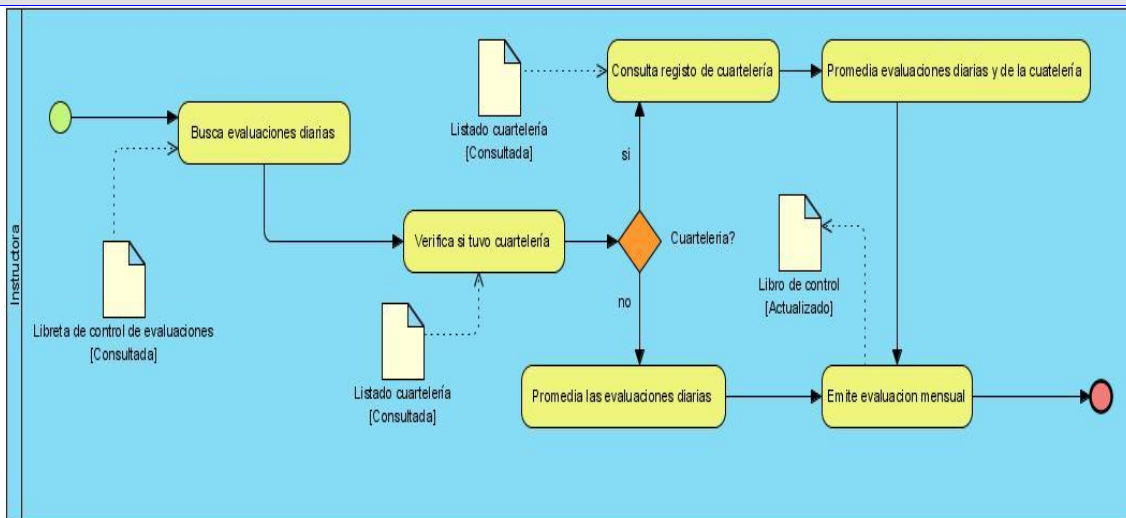 Instructora
Busca evaluaciones diarias
Libreta de control de evaluaciones
[Consultada]
Verifica si tuvo cuartelería
Listado cuartelería
[Consultada]
Listado cuartelería
[Consultada]
Cuarteleria?
si
no
Consulta registo de cuartelería
Promedia evaluaciones diarias y de la cuatelería
Promedia las evaluaciones diarias
Libro de control
[Actualizado]
Emite evaluacion mensual